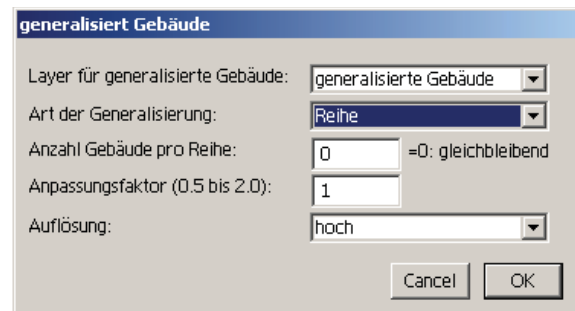 generalisiert Gebäude
Layer für generalisierte Gebäude: generalisierte Gebäude
Art der Generalisierung: Reihe
Anzahl Gebäude pro Reihe: 0 =0: gleichbleibend
Anpassungsfaktor (0.5 bis 2.0): 1
Auflösung: hoch
Cancel OK